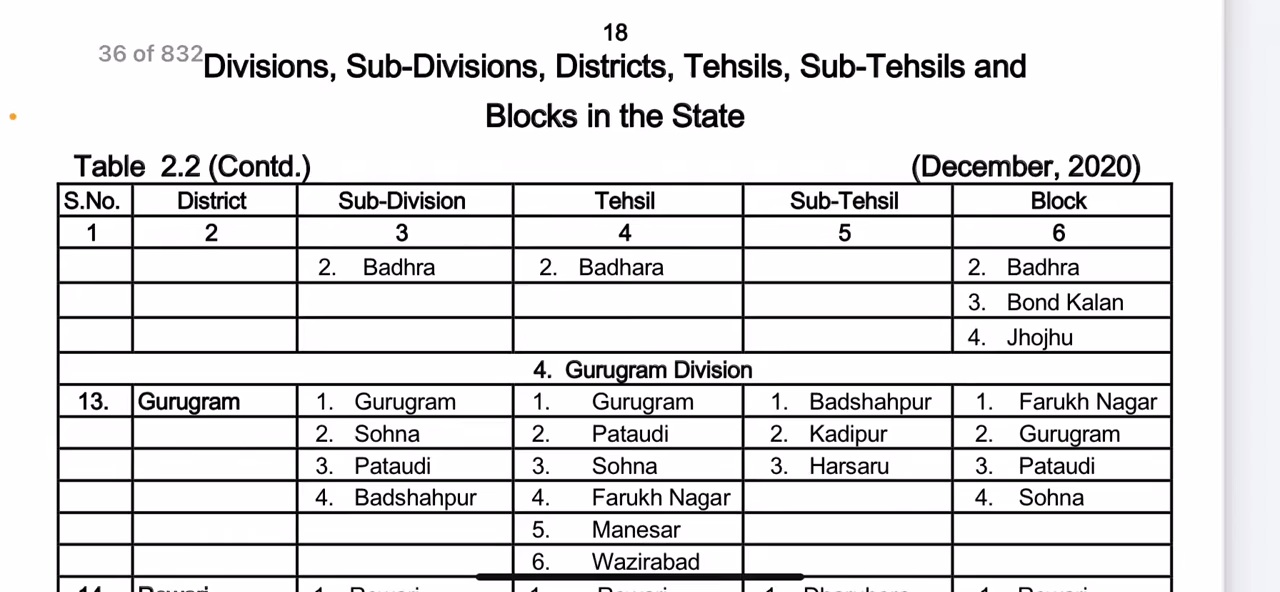 18
36 of 832
Divisions, Sub-Divisions, Districts, Tehsils, Sub-Tehsils and
Blocks in the State
Table 2.2 (Contd.) (December, 2020)
S.No. District Sub-Division Tehsil Sub-Tehsil Block
1 2 3 4 5 6
2. Badhra 2. Badhara 2. Badhra
3. Bond Kalan
4. Jhojhu
4. Gurugram Division
13. Gurugram 1. Gurugram 1. Gurugram 1. Badshahpur 1. Farukh Nagar
2. Sohna 2. Pataudi 2. Kadipur 2. Gurugram
3. Pataudi 3. Sohna 3. Harsaru 3. Pataudi
4. Badshahpur 4. Farukh Nagar 4. Sohna
5. Manesar
6. Wazirabad